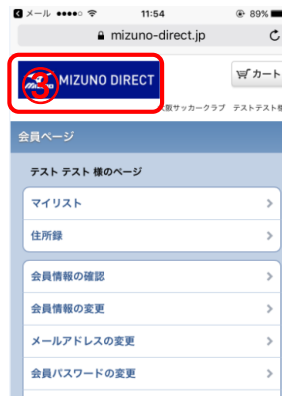 メール 11:54 89%
mizuno-direct.jp
③ MIZUNO DIRECT カート
阪サッカークラブ テストテスト様
会員ページ
テスト テスト 様のページ
マイリスト
住所録
会員情報の確認
会員情報の変更
メールアドレスの変更
会員パスワードの変更